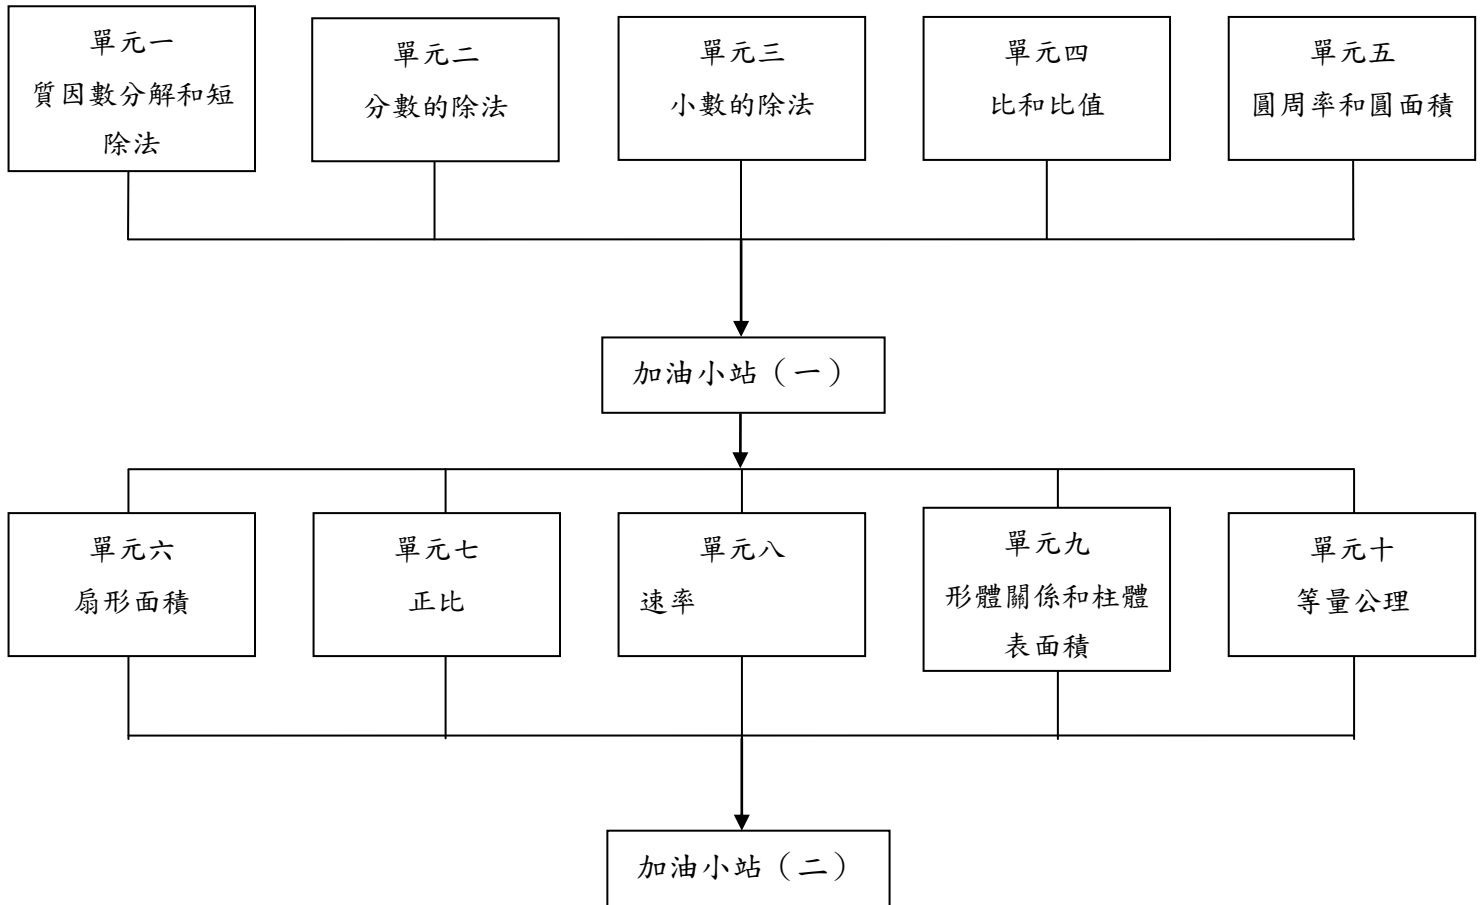 單元一
質因數分解和短
除法
單元二
分數的除法
單元三
小數的除法
單元四
比和比值
單元五
圓周率和圓面積
加油小站（一）
單元六
扇形面積
單元七
正比
單元八
速率
單元九
形體關係和柱體
表面積
單元十
等量公理
加油小站（二）